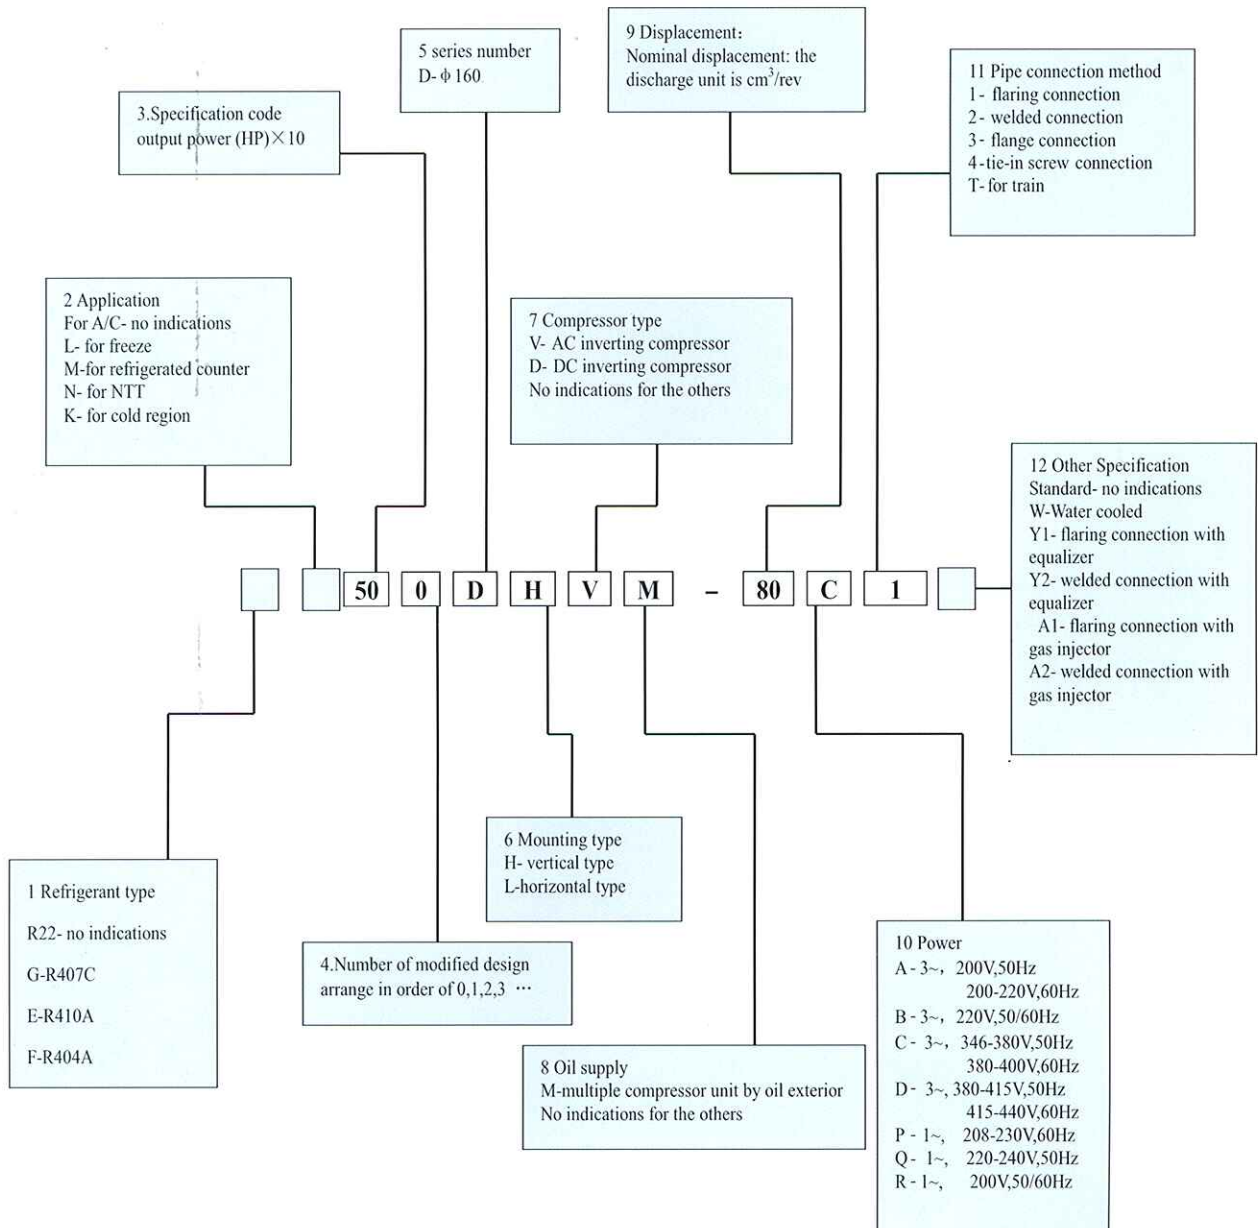 5 series number
D- ϕ 160
9 Displacement:
Nominal displacement: the
discharge unit is cm³/rev
11 Pipe connection method
1- flaring connection
2- welded connection
3- flange connection
4-tie-in screw connection
T- for train
3.Specification code
output power (HP)×10
2 Application
For A/C- no indications
L- for freeze
M-for refrigerated counter
N- for NTT
K- for cold region
7 Compressor type
V- AC inverting compressor
D- DC inverting compressor
No indications for the others
12 Other Specification
Standard- no indications
W-Water cooled
Y1- flaring connection with
equalizer
Y2- welded connection with
equalizer
A1- flaring connection with
gas injector
A2- welded connection with
gas injector
50 0 D H V M – 80 C 1
6 Mounting type
H- vertical type
L-horizontal type
1 Refrigerant type
R22- no indications
G-R407C
E-R410A
F-R404A
4.Number of modified design
arrange in order of 0,1,2,3 ···
8 Oil supply
M-multiple compressor unit by oil exterior
No indications for the others
10 Power
A - 3~, 200V,50Hz
200-220V,60Hz
B - 3~, 220V,50/60Hz
C - 3~, 346-380V,50Hz
380-400V,60Hz
D - 3~, 380-415V,50Hz
415-440V,60Hz
P - 1~, 208-230V,60Hz
Q - 1~, 220-240V,50Hz
R - 1~, 200V,50/60Hz